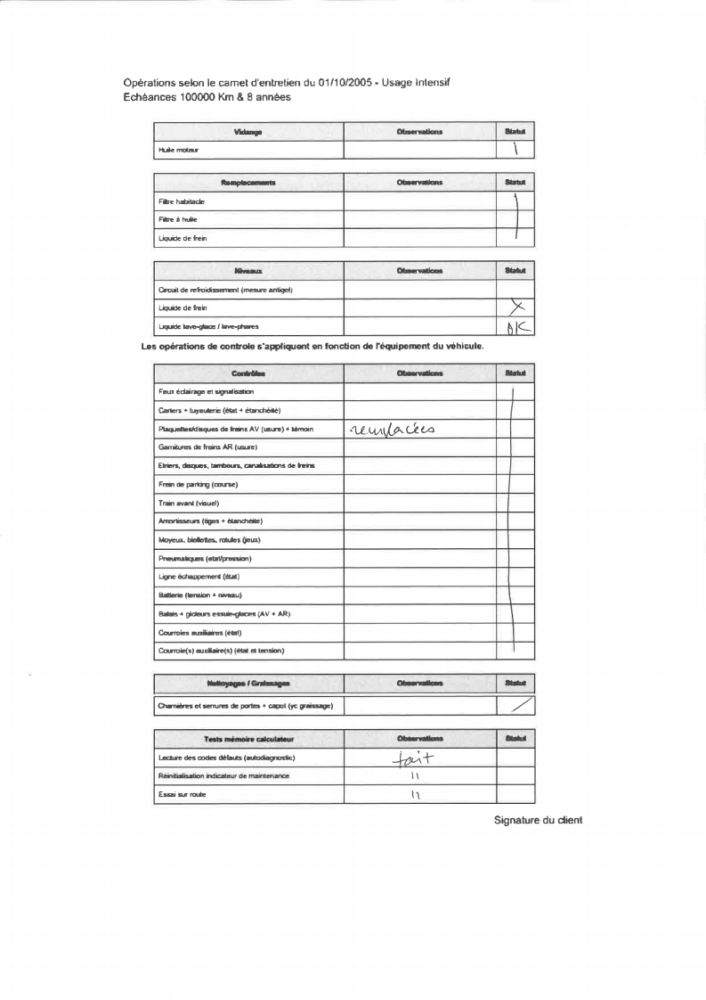 Opérations selon le carnet d'entretien du 01/10/2005 - Usage Intensif
Echéances 100000 Km & 8 années
Vidange Observations Statut
Huile moteur \
Remplacements Observations Statut
Filtre habitacle
Filtre à huile
Liquide de frein
Niveaux Observations Statut
Circuit de refroidissement (mesure antigel)
Liquide de frein X
Liquide lave-glace / lave-phares
Les opérations de controle s'appliquent en fonction de l'équipement du véhicule.
Contrôles Observations Statut
Feux éclairage et signalisation
Carters + tuyauterie (état + étanchéité)
Plaquettes/disques de freins AV (usure) + témoin remplacées
Garnitures de freins AR (usure)
Etriers, disques, tambours, canalisations de freins
Frein de parking (course)
Train avant (visuel)
Amortisseurs (tiges + étanchéité)
Moyeux, biellettes, rotules (jeux)
Pneumatiques (etat/pression)
Ligne échappement (état)
Batterie (tension + niveau)
Balais + gicleurs essuie-glaces (AV + AR)
Courroies auxiliaires (état)
Courroie(s) auxiliaire(s) (état et tension)
Nettoyages / Graissages Observations Statut
Charnières et serrures de portes + capot (yc graissage) /
Tests mémoire calculateur Observations Statut
Lecture des codes défauts (autodiagnostic) fait
Réinitialisation indicateur de maintenance 11
Essai sur route 11
Signature du client